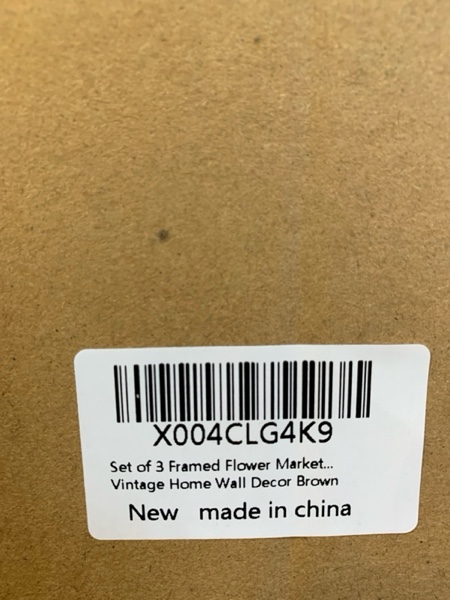 X004CLG4K9
Set of 3 Framed Flower Market...
Vintage Home Wall Decor Brown
New made in china